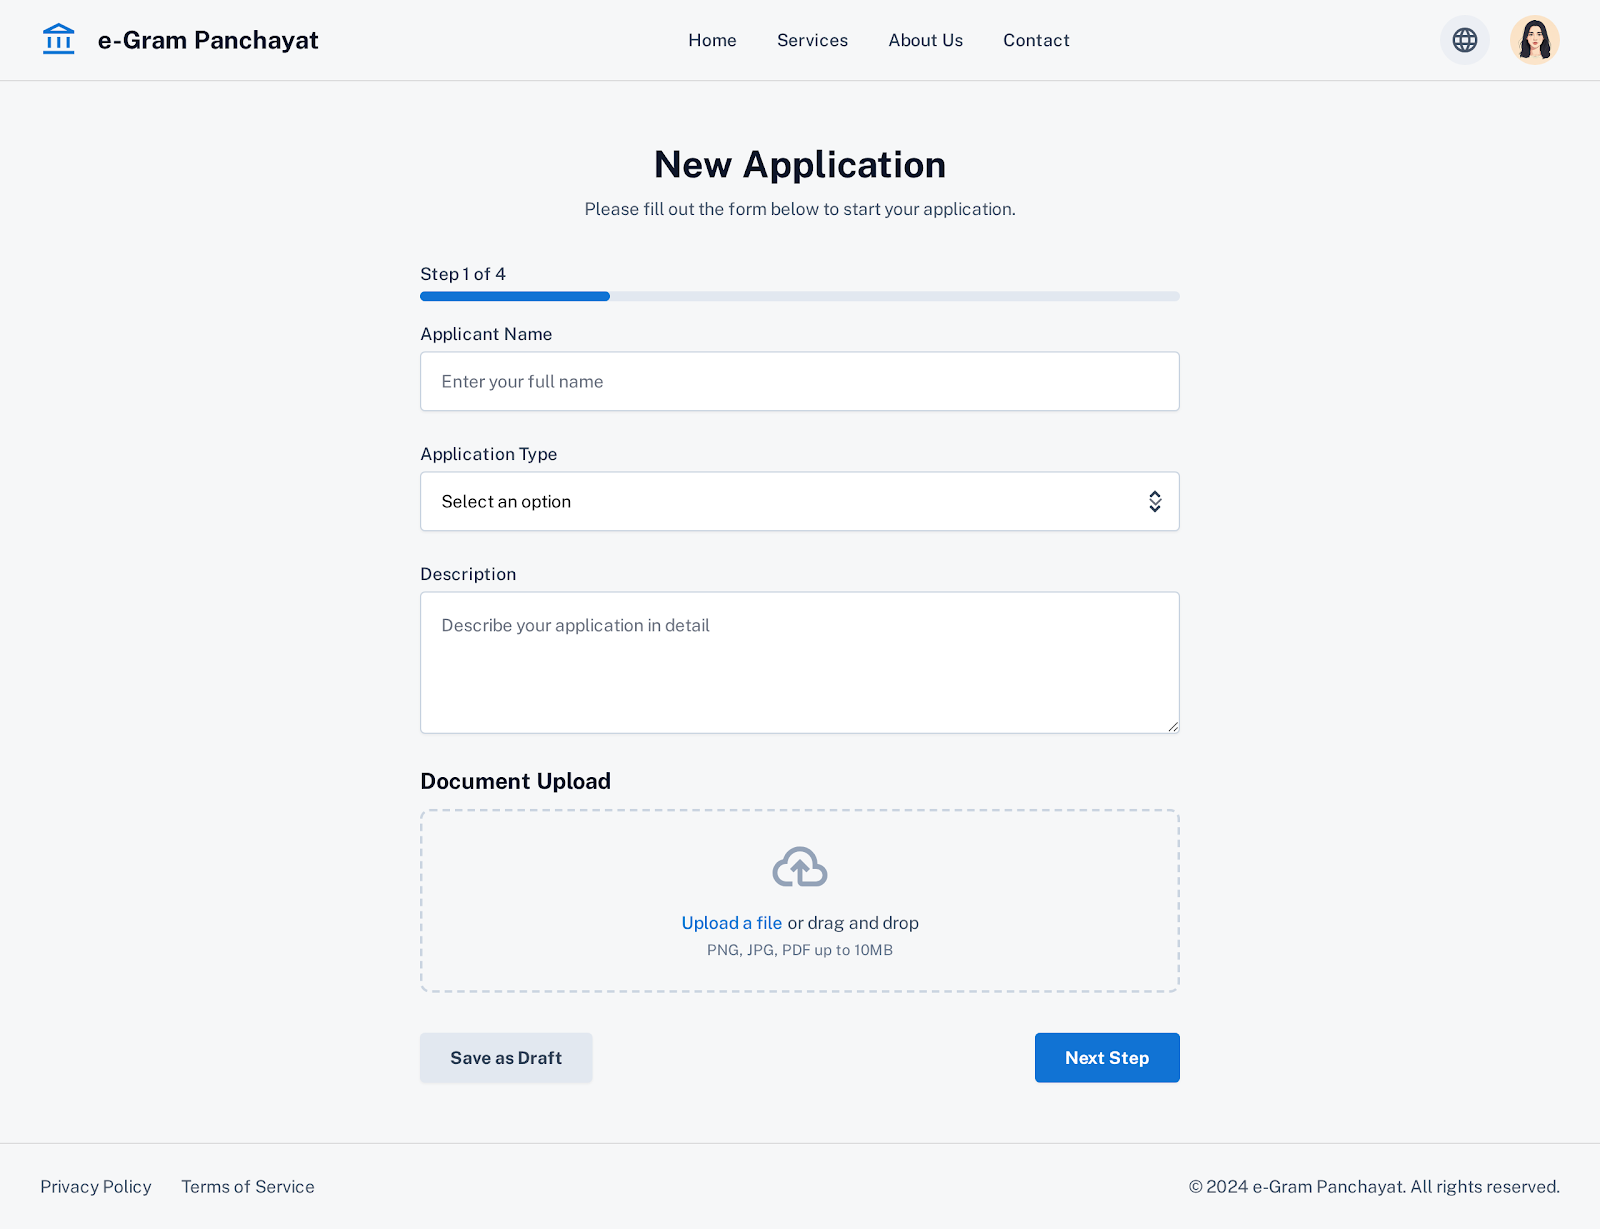 e-Gram Panchayat
Home
Services
About Us
Contact
New Application
Please fill out the form below to start your application.
Step 1 of 4
Applicant Name
Enter your full name
Application Type
Select an option
Description
Describe your application in detail
Document Upload
Upload a file or drag and drop
PNG, JPG, PDF up to 10MB
Save as Draft
Next Step
Privacy Policy
Terms of Service
© 2024 e-Gram Panchayat. All rights reserved.